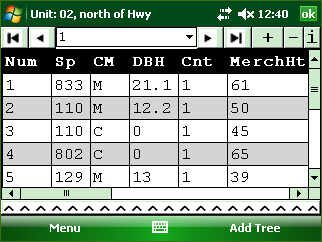 Unit: 02, north of Hwy 12:40 ok
1 + - i
Num Sp CM DBH Cnt MerchHt
1 833 M 21.1 1 61
2 110 M 12.2 1 50
3 110 C 0 1 45
4 802 C 0 1 65
5 129 M 13 1 39
Menu Add Tree